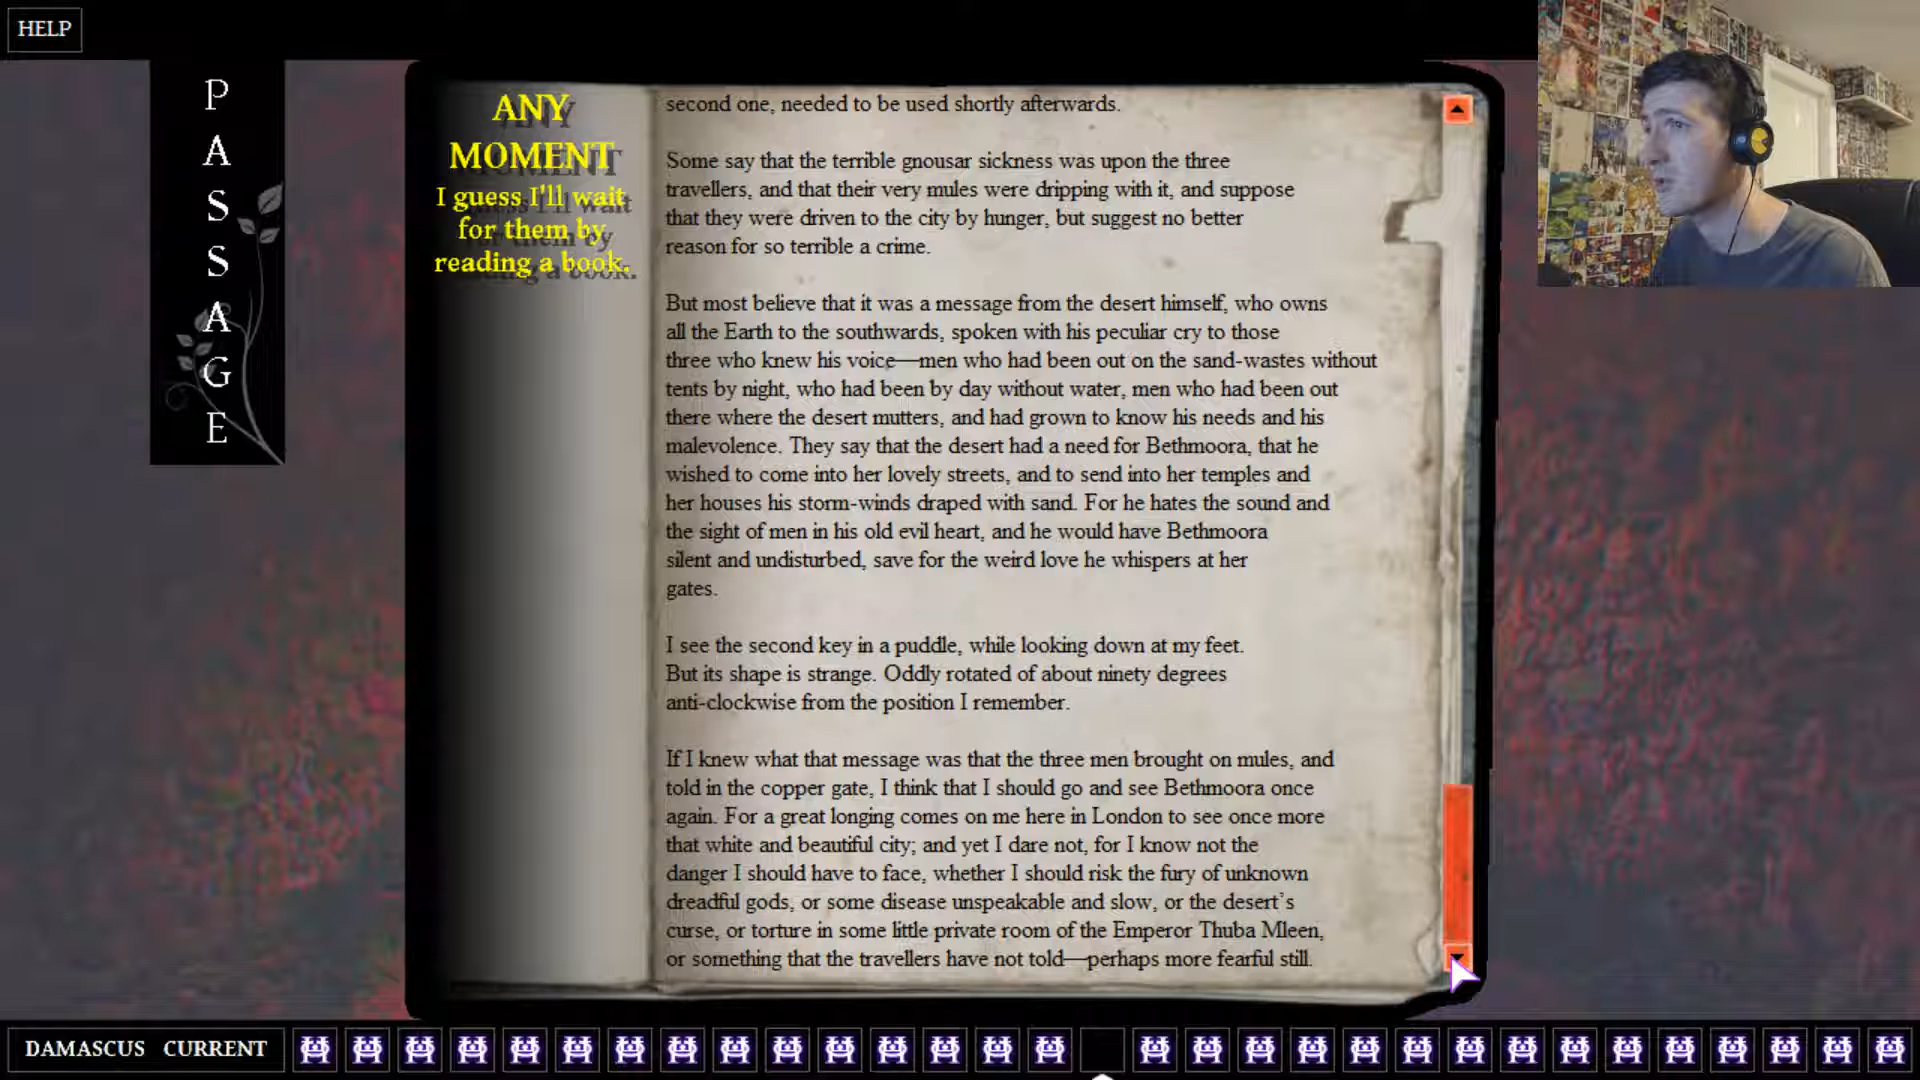 HELP
PASSAGE
ANY
MOMENT
I guess I'll wait
for them by
reading a book.
second one, needed to be used shortly afterwards.
Some say that the terrible gnousar sickness was upon the three
travellers, and that their very mules were dripping with it, and suppose
that they were driven to the city by hunger, but suggest no better
reason for so terrible a crime.
But most believe that it was a message from the desert himself, who owns
all the Earth to the southwards, spoken with his peculiar cry to those
three who knew his voice—men who had been out on the sand-wastes without
tents by night, who had been by day without water, men who had been out
there where the desert mutters, and had grown to know his needs and his
malevolence. They say that the desert had a need for Bethmoora, that he
wished to come into her lovely streets, and to send into her temples and
her houses his storm-winds draped with sand. For he hates the sound and
the sight of men in his old evil heart, and he would have Bethmoora
silent and undisturbed, save for the weird love he whispers at her
gates.
I see the second key in a puddle, while looking down at my feet.
But its shape is strange. Oddly rotated of about ninety degrees
anti-clockwise from the position I remember.
If I knew what that message was that the three men brought on mules, and
told in the copper gate, I think that I should go and see Bethmoora once
again. For a great longing comes on me here in London to see once more
that white and beautiful city; and yet I dare not, for I know not the
danger I should have to face, whether I should risk the fury of unknown
dreadful gods, or some disease unspeakable and slow, or the desert's
curse, or torture in some little private room of the Emperor Thuba Mleen,
or something that the travellers have not told—perhaps more fearful still.
DAMASCUS CURRENT